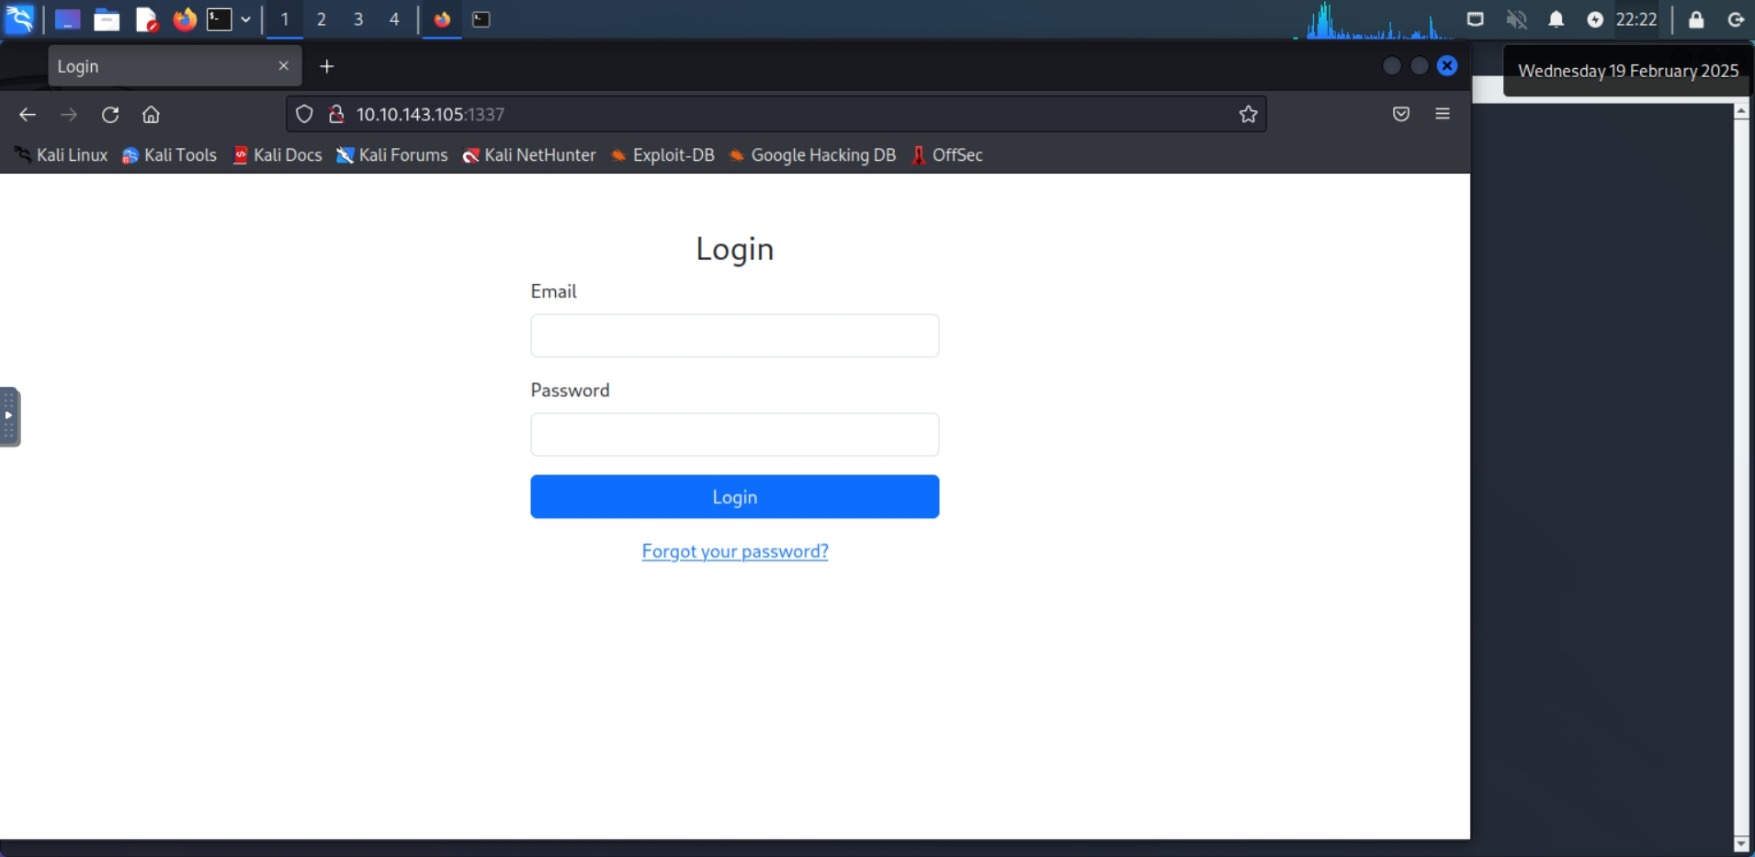 1 2 3 4 22:22
Login
Wednesday 19 February 2025
10.10.143.105:1337
Kali Linux Kali Tools Kali Docs Kali Forums Kali NetHunter Exploit-DB Google Hacking DB OffSec
Login
Email
Password
Login
Forgot your password?